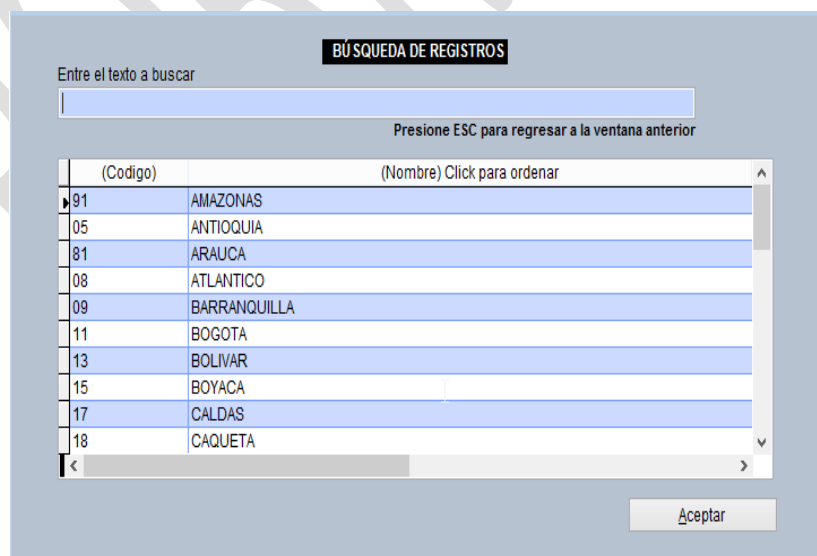 BÚSQUEDA DE REGISTROS
Entre el texto a buscar
Presione ESC para regresar a la ventana anterior
(Codigo) (Nombre) Click para ordenar
91 AMAZONAS
05 ANTIOQUIA
81 ARAUCA
08 ATLANTICO
09 BARRANQUILLA
11 BOGOTA
13 BOLIVAR
15 BOYACA
17 CALDAS
18 CAQUETA
Aceptar